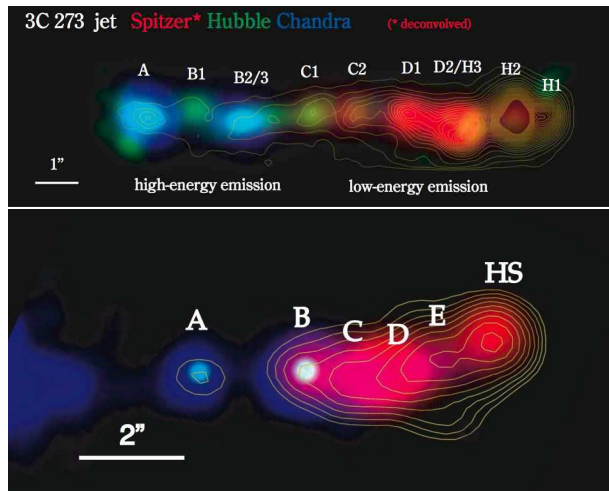 3C 273 jet Spitzer* Hubble Chandra (* deconvolved)
A B1 B2/3 C1 C2 D1 D2/H3 H2 H1
1"
high-energy emission low-energy emission
A B C D E HS
2"